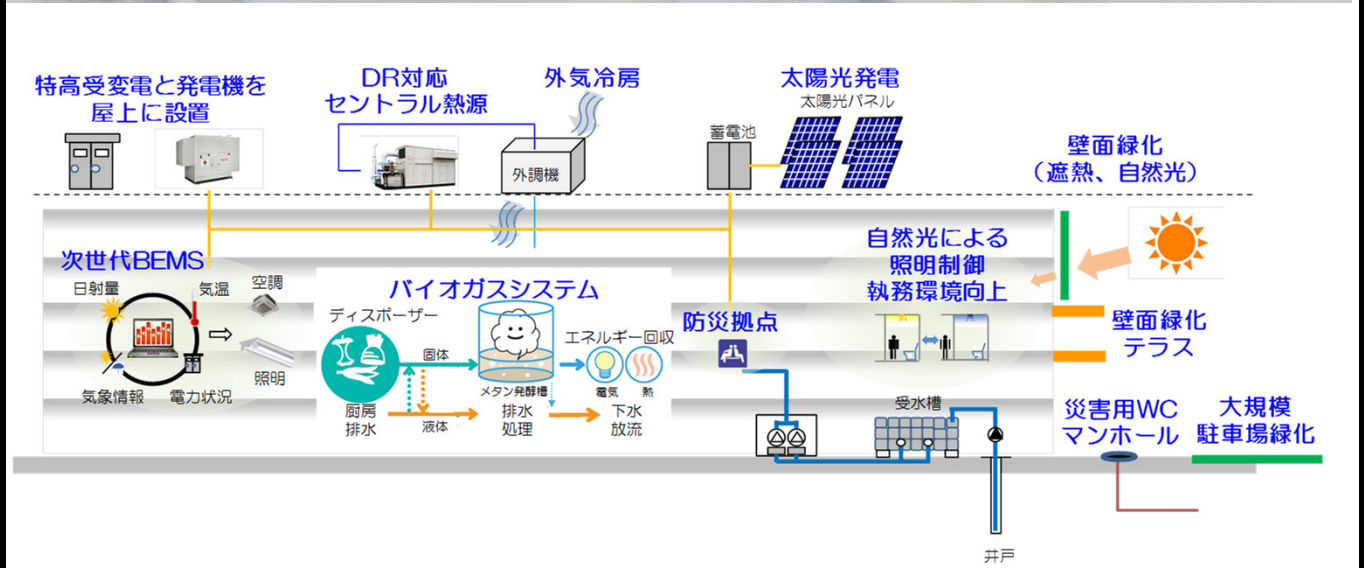 特高受変電と発電機を
屋上に設置
DR対応
セントラル熱源
外気冷房
外調機
太陽光発電
太陽光パネル
蓄電池
壁面緑化
（遮熱、自然光）
次世代BEMS
日射量
気温
空調
照明
気象情報
電力状況
バイオガスシステム
ディスポーザー
固体
エネルギー回収
メタン発酵槽
電気
熱
厨房
排水
液体
排水
処理
下水
放流
防災拠点
自然光による
照明制御
執務環境向上
壁面緑化
テラス
受水槽
災害用WC
マンホール
大規模
駐車場緑化
井戸